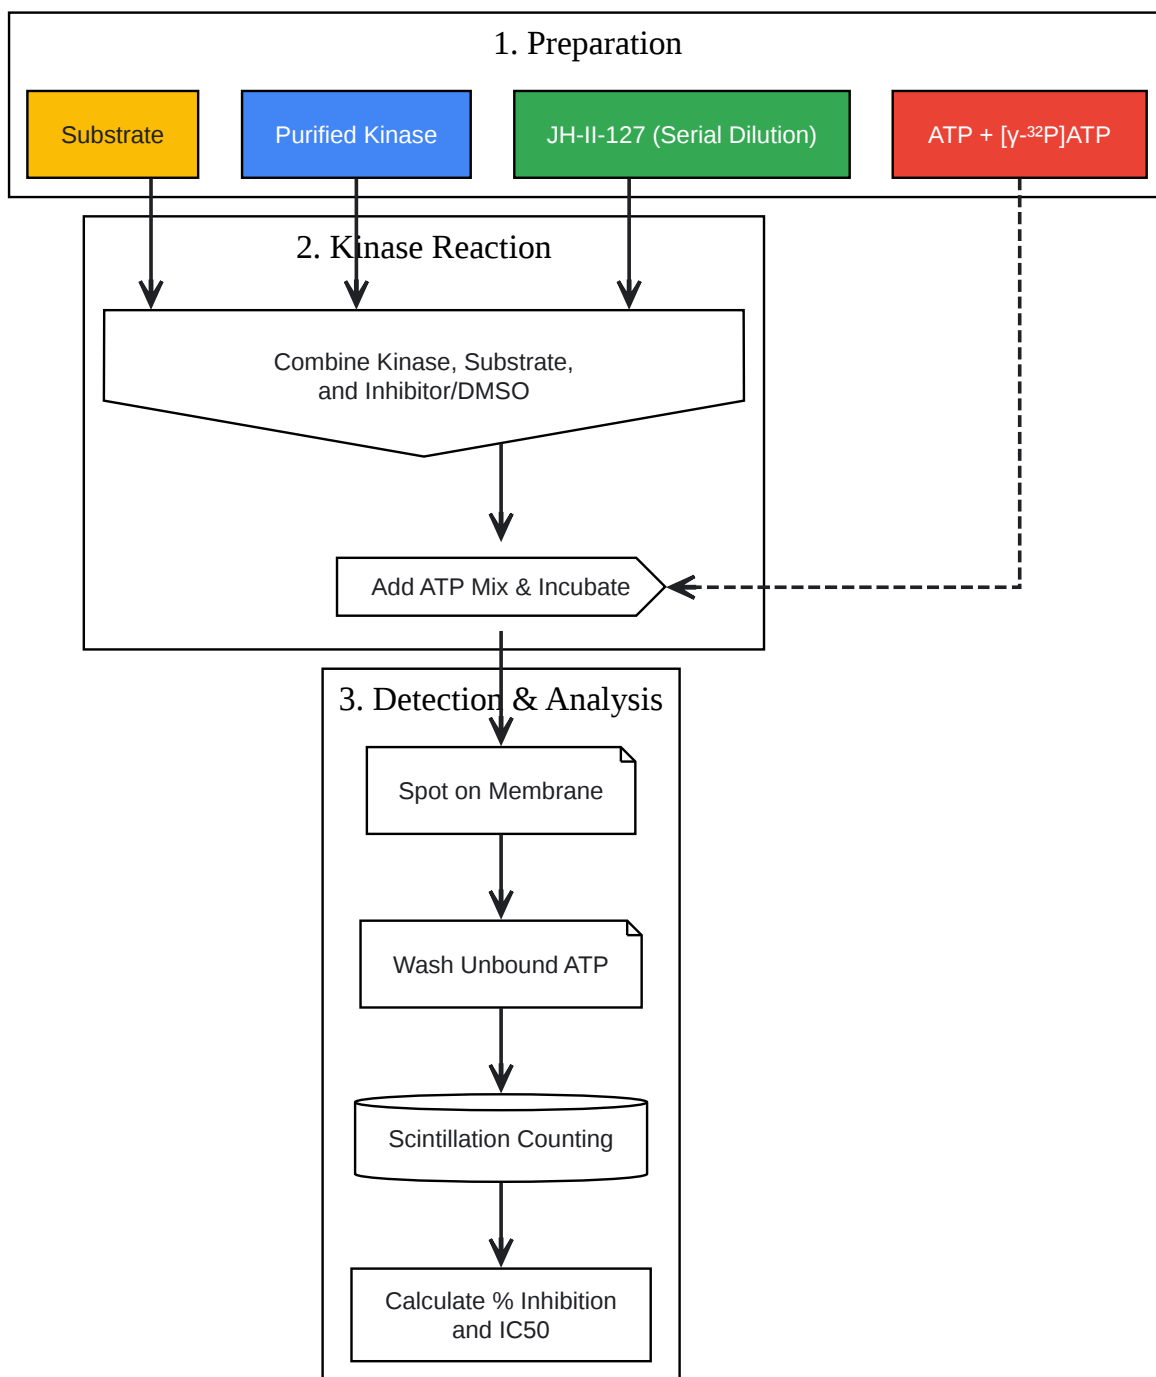 1. Preparation
Substrate
Purified Kinase
JH-II-127 (Serial Dilution)
ATP + [γ-³²P]ATP
2. Kinase Reaction
Combine Kinase, Substrate,
and Inhibitor/DMSO
Add ATP Mix & Incubate
3. Detection & Analysis
Spot on Membrane
Wash Unbound ATP
Scintillation Counting
Calculate % Inhibition
and IC50